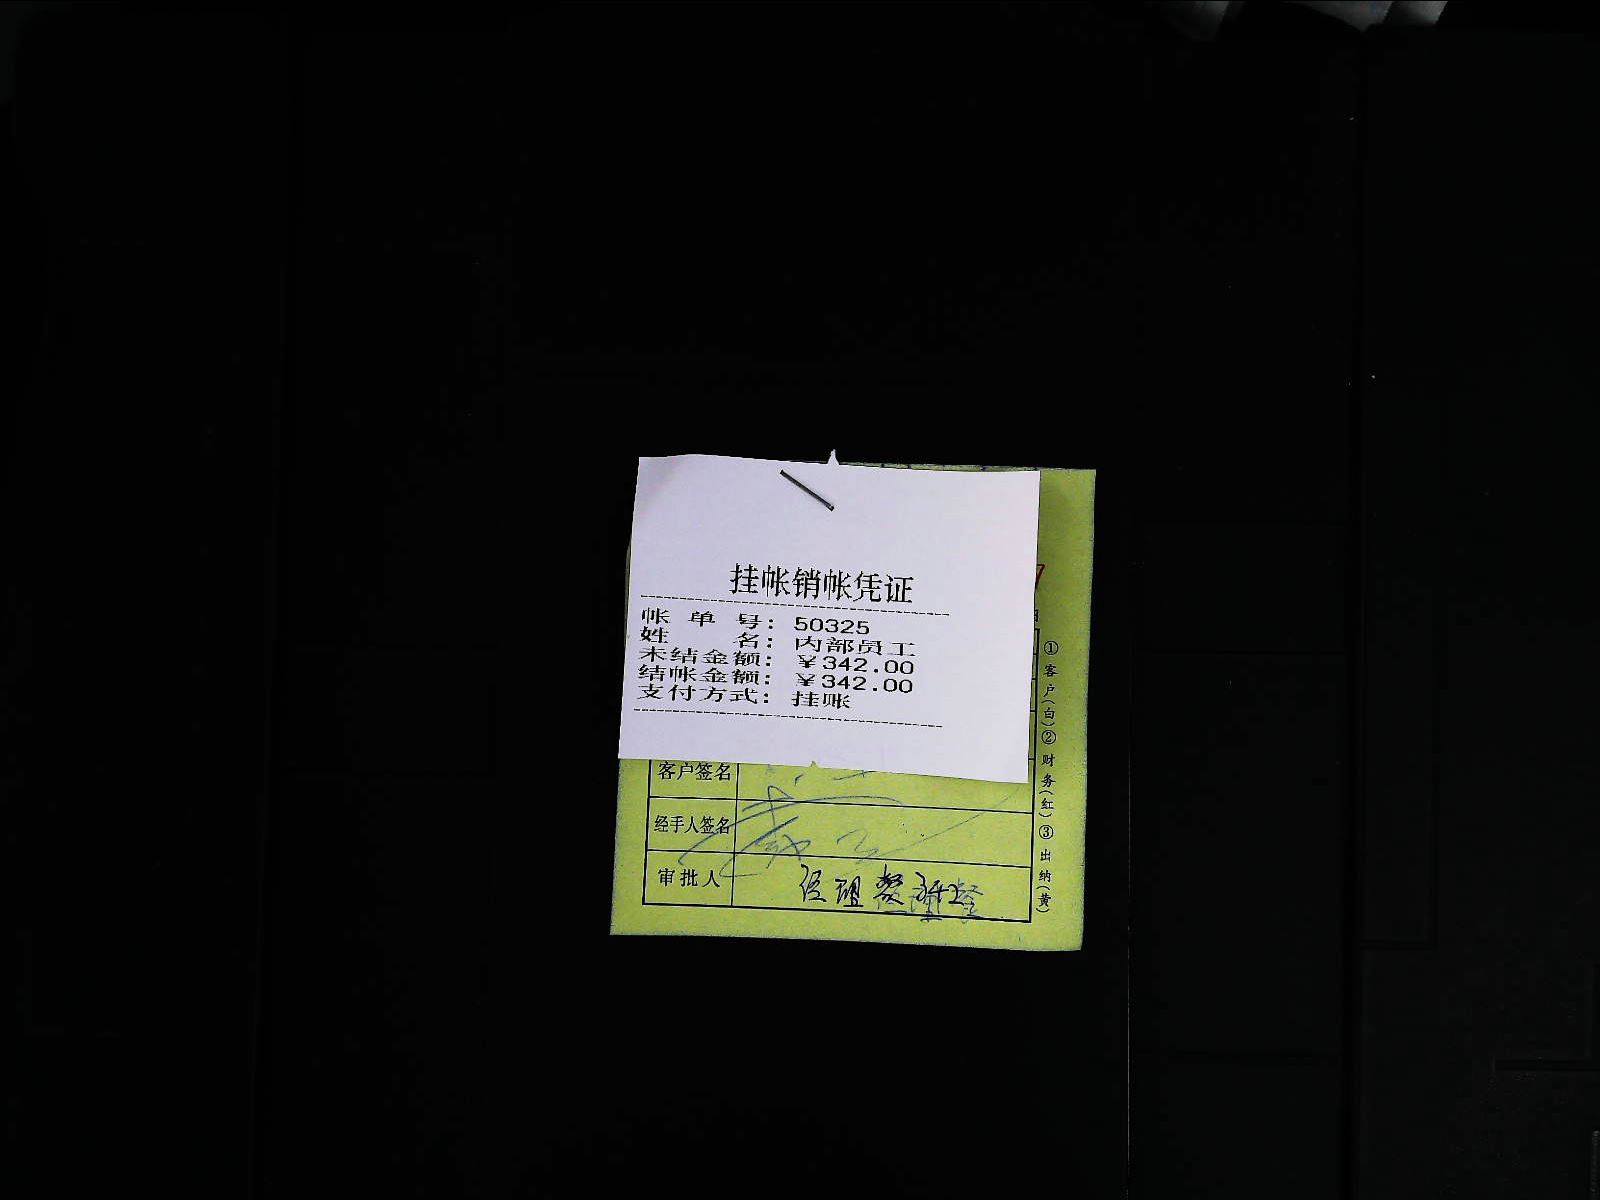 挂帐销帐凭证
帐单号：50325
姓名：内部员工
未结金额：￥342.00
结帐金额：￥342.00
支付方式：挂账
客户签名
经手人签名
审批人
①客户(白)②财务(红)③出纳(黄)